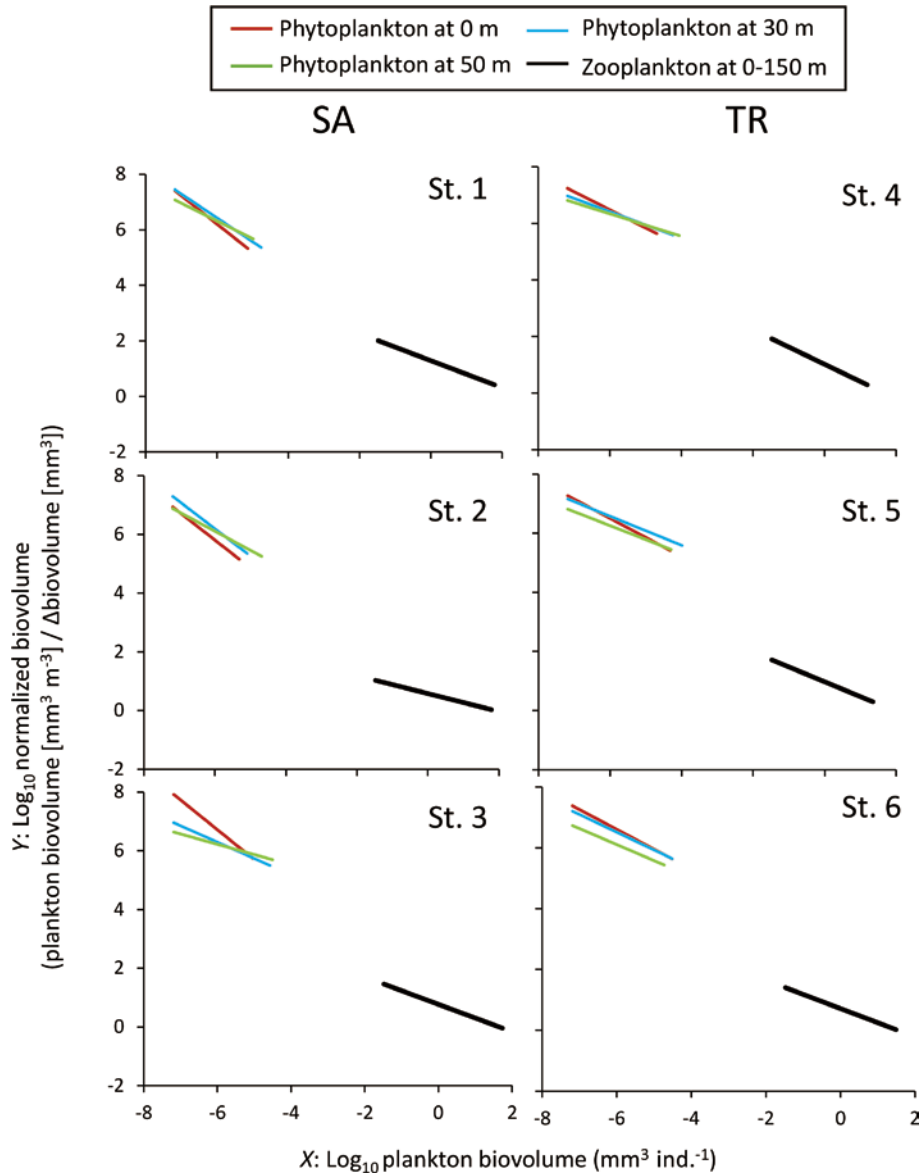 Phytoplankton at 0 m
Phytoplankton at 30 m
Phytoplankton at 50 m
Zooplankton at 0-150 m
SA
TR
8
6
4
2
0
-2
St. 1
St. 4
8
6
4
2
0
-2
St. 2
St. 5
8
6
4
2
0
-2
St. 3
St. 6
-8
-6
-4
-2
0
2
-8
-6
-4
-2
0
2
Y: Log₁₀ normalized biovolume
(plankton biovolume [mm³ m⁻³] / Δbiovolume [mm³])
X: Log₁₀ plankton biovolume (mm³ ind.⁻¹)